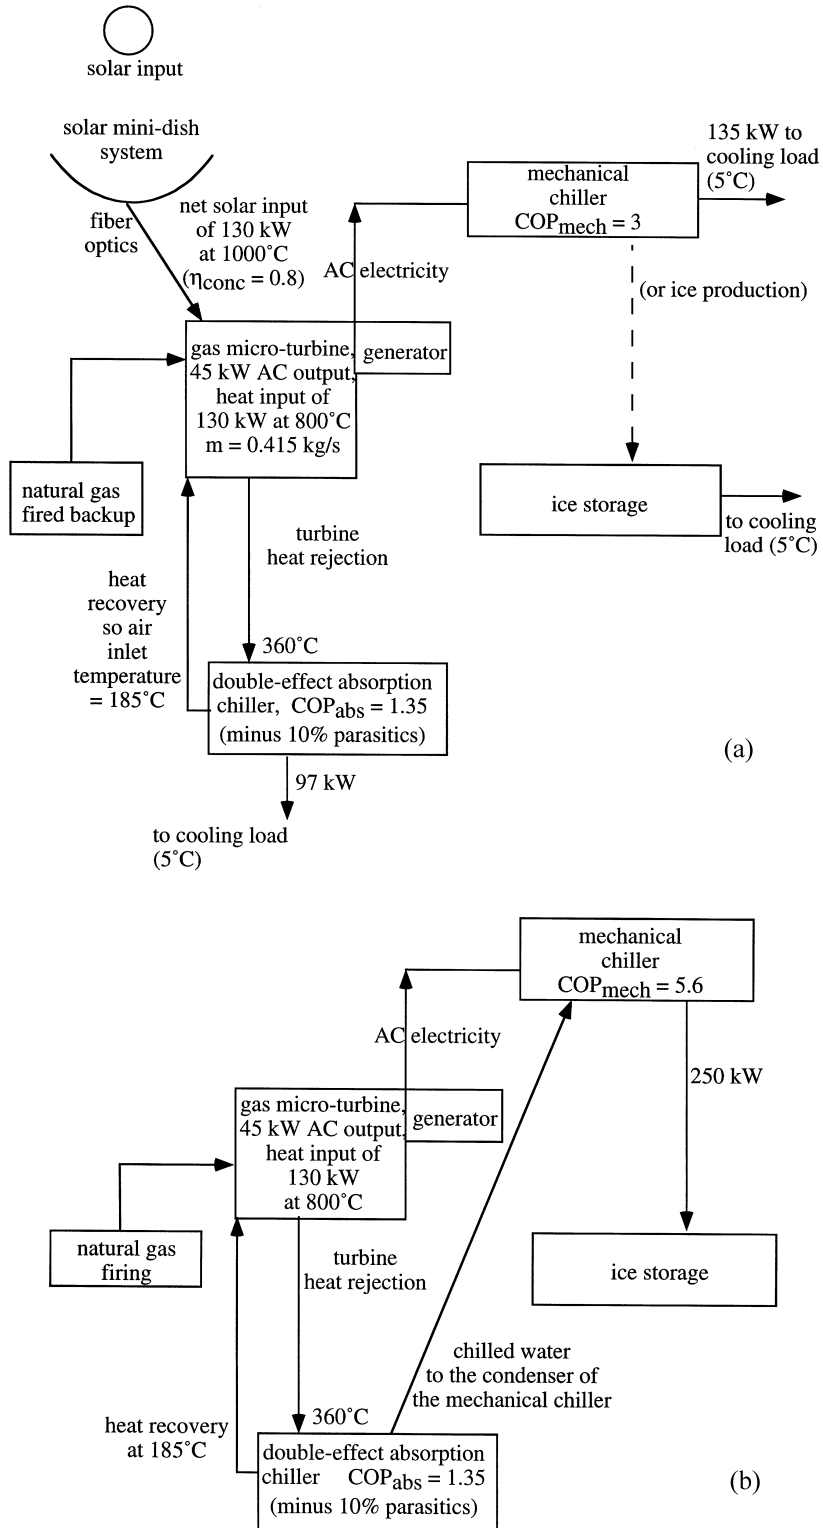 solar input
solar mini-dish
system
fiber
optics
net solar input
of 130 kW
at 1000˚C
(ηconc = 0.8)
AC electricity
mechanical
chiller
COPmech = 3
135 kW to
cooling load
(5˚C)
(or ice production)
gas micro-turbine,
45 kW AC output,
heat input of
130 kW at 800˚C
m = 0.415 kg/s
generator
natural gas
fired backup
ice storage
to cooling
load (5˚C)
turbine
heat rejection
heat
recovery
so air
inlet
temperature
= 185˚C
360˚C
double-effect absorption
chiller, COPabs = 1.35
(minus 10% parasitics)
97 kW
to cooling load
(5˚C)
(a)
mechanical
chiller
COPmech = 5.6
AC electricity
250 kW
gas micro-turbine,
45 kW AC output,
heat input of
130 kW
at 800˚C
generator
natural gas
firing
turbine
heat rejection
ice storage
chilled water
to the condenser of
the mechanical chiller
heat recovery
at 185˚C
360˚C
double-effect absorption
chiller COPabs = 1.35
(minus 10% parasitics)
(b)